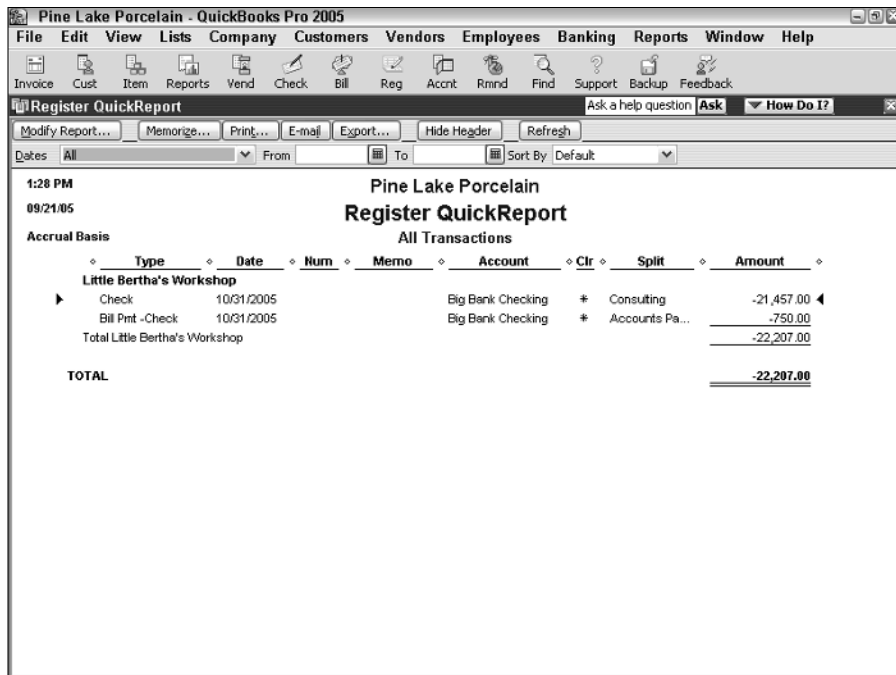 Pine Lake Porcelain - QuickBooks Pro 2005
File Edit View Lists Company Customers Vendors Employees Banking Reports Window Help
Invoice Cust Item Reports Vend Check Bill Reg Accnt Rmnd Find Support Backup Feedback
Register QuickReport Ask a help question Ask How Do I?
Modify Report... Memorize... Print... E-mail Export... Hide Header Refresh
Dates All From To Sort By Default
1:28 PM
Pine Lake Porcelain
09/21/05
Register QuickReport
Accrual Basis
All Transactions
Type Date Num Memo Account Clr Split Amount
Little Bertha's Workshop
Check 10/31/2005 Big Bank Checking * Consulting -21,457.00
Bill Pmt -Check 10/31/2005 Big Bank Checking * Accounts Pa... -750.00
Total Little Bertha's Workshop -22,207.00
TOTAL -22,207.00